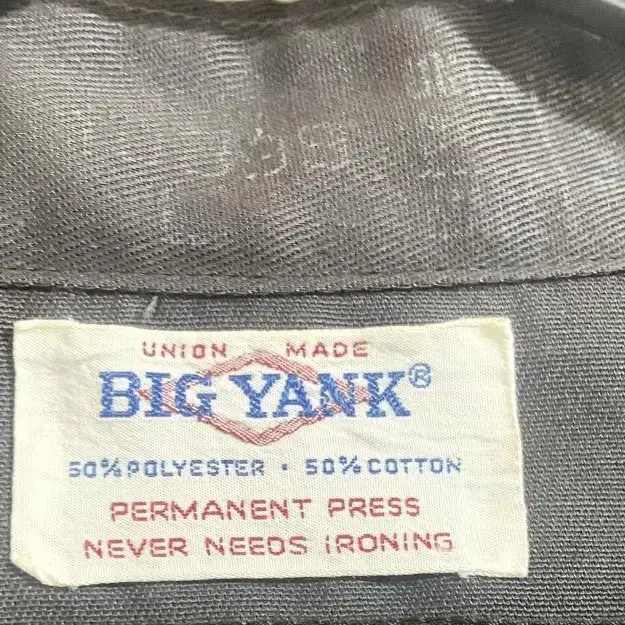 UNION MADE
BIG YANK®
50% POLYESTER · 50% COTTON
PERMANENT PRESS
NEVER NEEDS IRONING